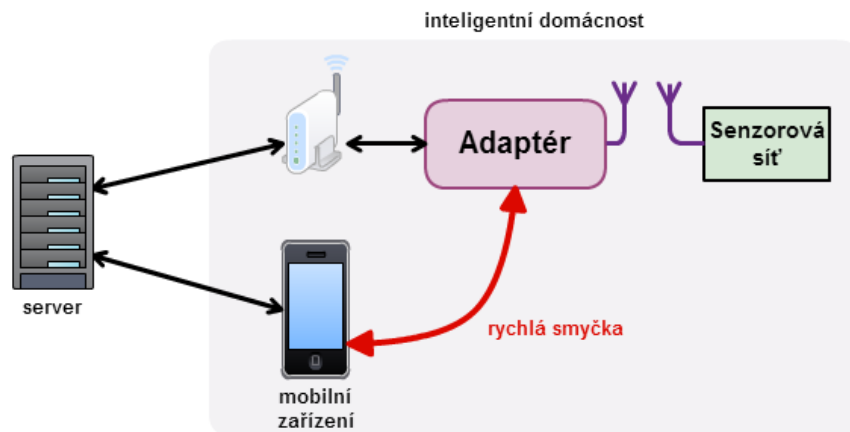 inteligentní domácnost
Adaptér
Senzorová
síť
server
rychlá smyčka
mobilní
zařízení